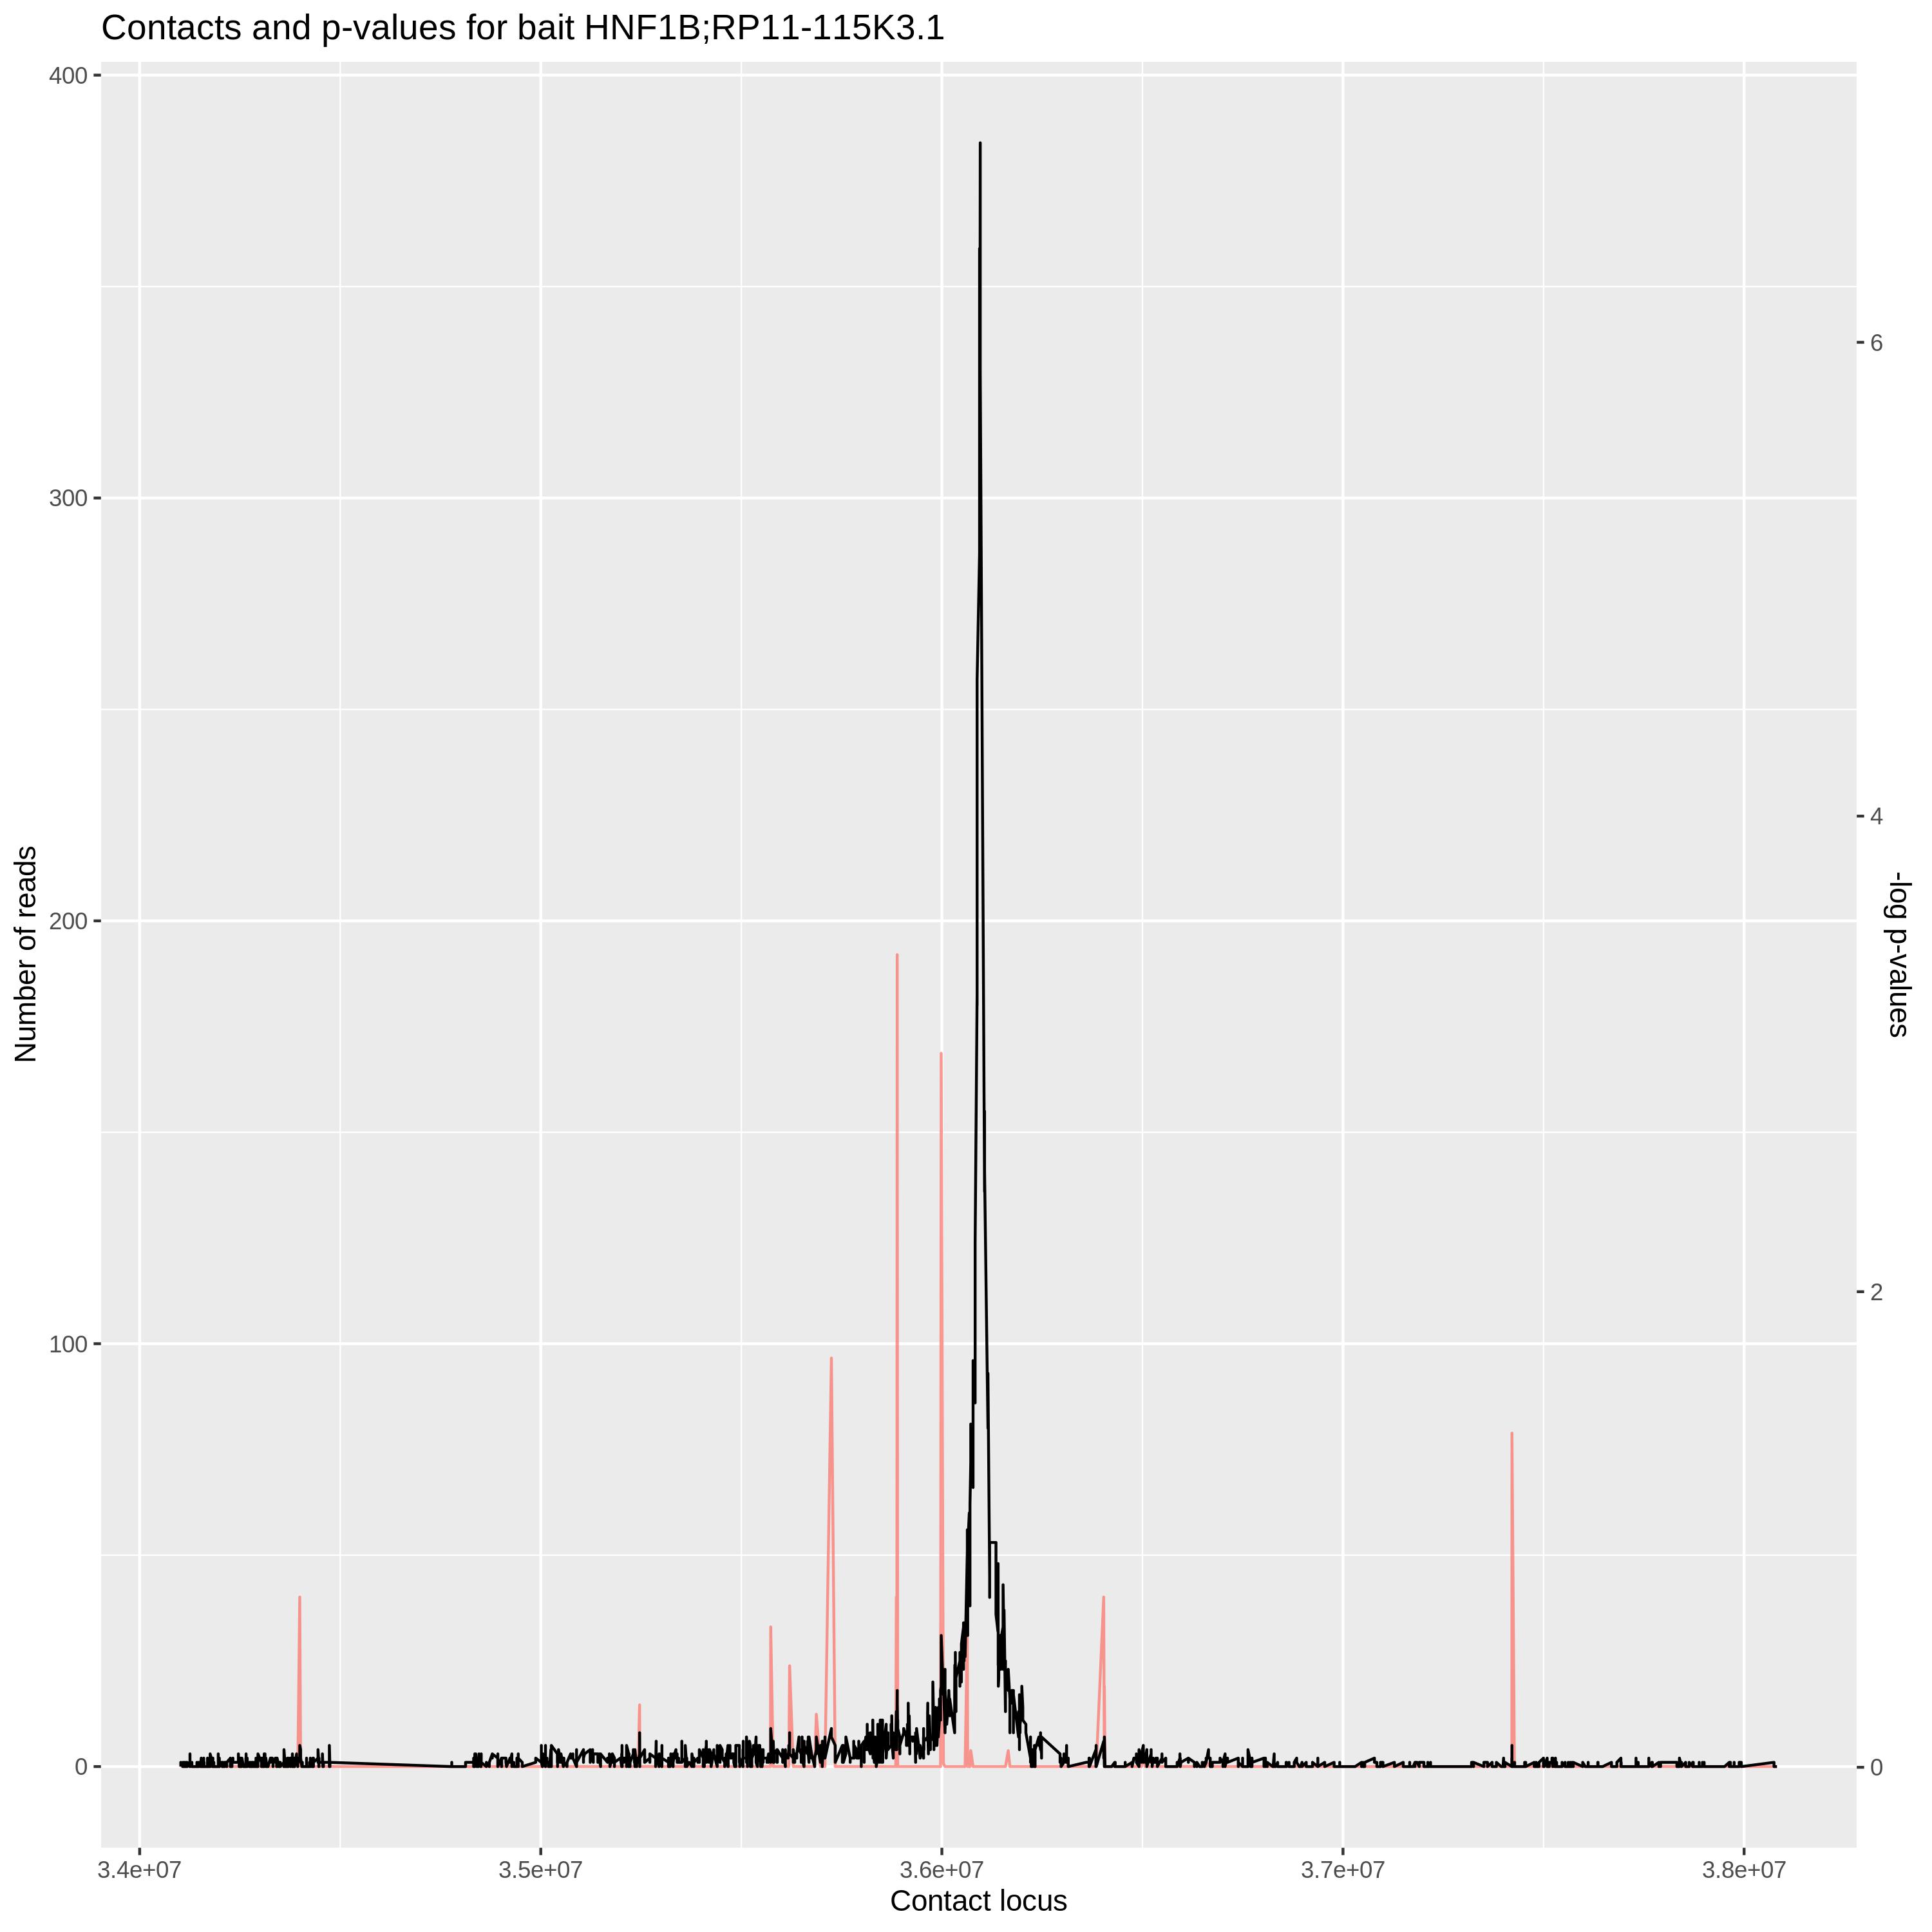 Contacts and p-values for bait HNF1B;RP11-115K3.1
400
300
200
100
0
Number of reads
6
4
2
0
-log p-values
3.4e+07
3.5e+07
3.6e+07
3.7e+07
3.8e+07
Contact locus